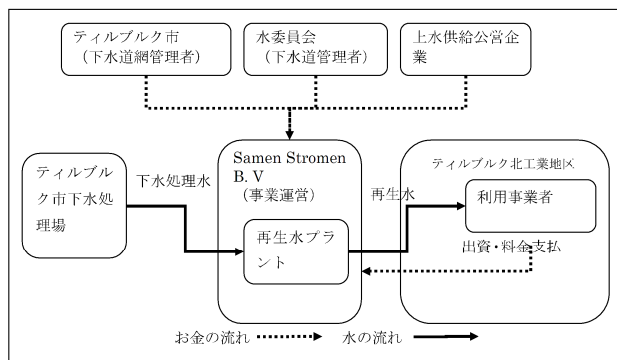 ティルブルク市
（下水道網管理者）
水委員会
（下水道管理者）
上水供給公営企
業
ティルブル
ク市下水処
理場
下水処理水
Samen Stromen
B. V
（事業運営）
再生水プラ
ント
再生水
ティルブルク北工業地区
利用事業者
出資・料金支払
お金の流れ
水の流れ